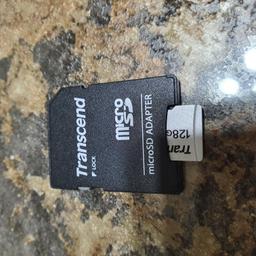 Transcend
LOCK
micro
SD
microSD ADAPTER
Tran
128G